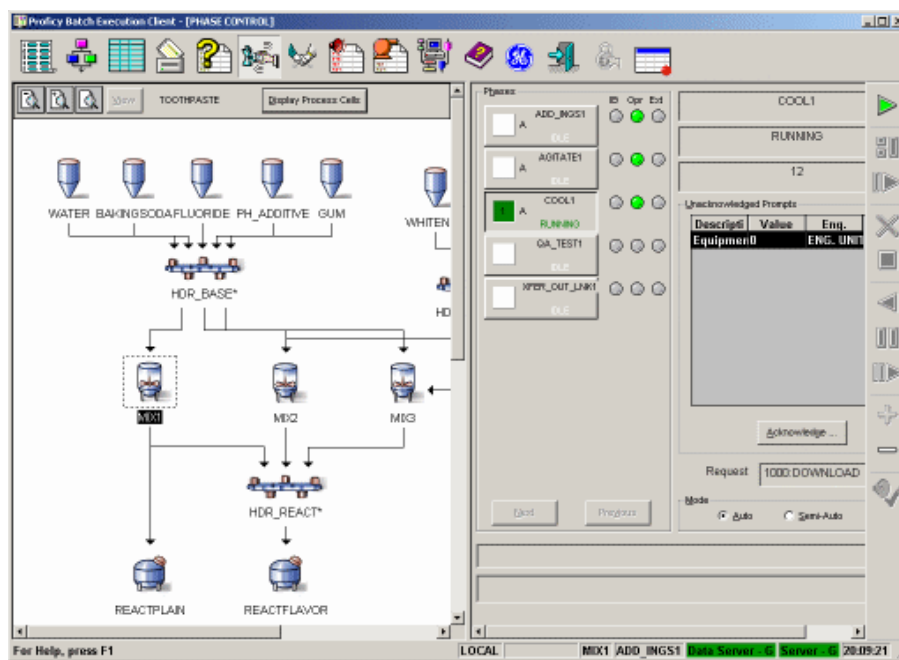 Proficy Batch Execution Client - [PHASE CONTROL]
View TOOTHPASTE Display Process Cells
WATER BAKINGSODA FLUORIDE PH_ADDITIVE GUM
WHITEN
HDR_BASE*
HD
MIX1 MIX2 MIX3
HDR_REACT*
REACTPLAIN REACTFLAVOR
Phases
IB Opr Ext
ADD_INGS1
A
IDLE
AGITATE1
A
IDLE
COOL1
1 A
RUNNING
QA_TEST1
IDLE
XFER_OUT_LNK1
IDLE
Next Previous
COOL1
RUNNING
12
Unacknowledged Prompts
Descripti Value Eng.
Equipmen 0 ENG. UNIT
Acknowledge ...
Request 1000:DOWNLOAD
Mode
Auto Semi-Auto
For Help, press F1 LOCAL MIX1 ADD_INGS1 Data Server - G Server - G 20:09:21